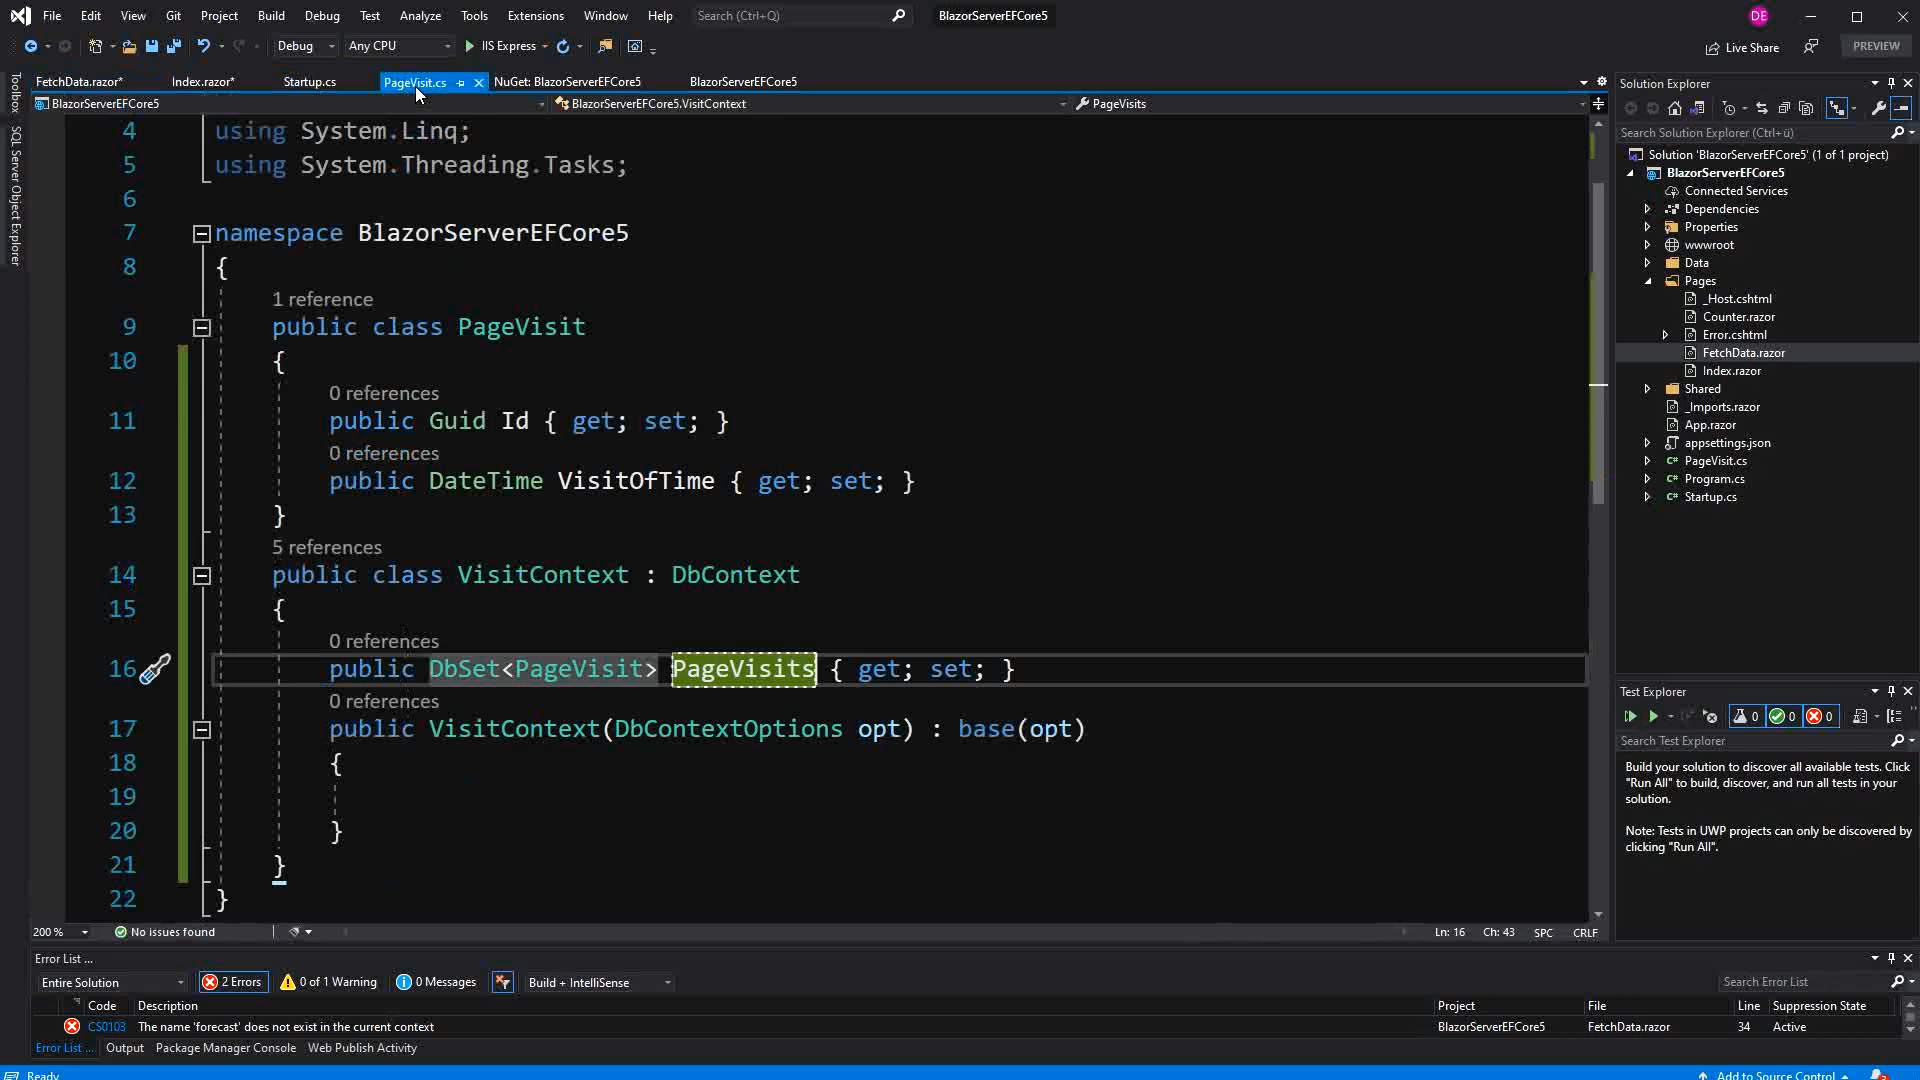 File Edit View Git Project Build Debug Test Analyze Tools Extensions Window Help Search (Ctrl+Q) BlazorServerEFCore5 DE
Debug Any CPU IIS Express Live Share PREVIEW
FetchData.razor* Index.razor* Startup.cs PageVisit.cs NuGet: BlazorServerEFCore5 BlazorServerEFCore5
BlazorServerEFCore5 BlazorServerEFCore5.VisitContext PageVisits
Toolbox
SQL Server Object Explorer
4 using System.Linq;
5 using System.Threading.Tasks;
6
7 namespace BlazorServerEFCore5
8 {
1 reference
9 public class PageVisit
10 {
0 references
11 public Guid Id { get; set; }
0 references
12 public DateTime VisitOfTime { get; set; }
13 }
5 references
14 public class VisitContext : DbContext
15 {
0 references
16 public DbSet<PageVisit> PageVisits { get; set; }
0 references
17 public VisitContext(DbContextOptions opt) : base(opt)
18 {
19
20 }
21 }
22 }
200 % No issues found Ln: 16 Ch: 43 SPC CRLF
Solution Explorer
Search Solution Explorer (Ctrl+ü)
Solution 'BlazorServerEFCore5' (1 of 1 project)
BlazorServerEFCore5
Connected Services
Dependencies
Properties
wwwroot
Data
Pages
_Host.cshtml
Counter.razor
Error.cshtml
FetchData.razor
Index.razor
Shared
_Imports.razor
App.razor
appsettings.json
C# PageVisit.cs
C# Program.cs
C# Startup.cs
Test Explorer
0 0 0
Search Test Explorer
Build your solution to discover all available tests. Click
"Run All" to build, discover, and run all tests in your
solution.
Note: Tests in UWP projects can only be discovered by
clicking "Run All".
Error List ...
Entire Solution 2 Errors 0 of 1 Warning 0 Messages Build + IntelliSense Search Error List
Code Description Project File Line Suppression State
CS0103 The name 'forecast' does not exist in the current context BlazorServerEFCore5 FetchData.razor 34 Active
Error List ... Output Package Manager Console Web Publish Activity
Ready Add to Source Control